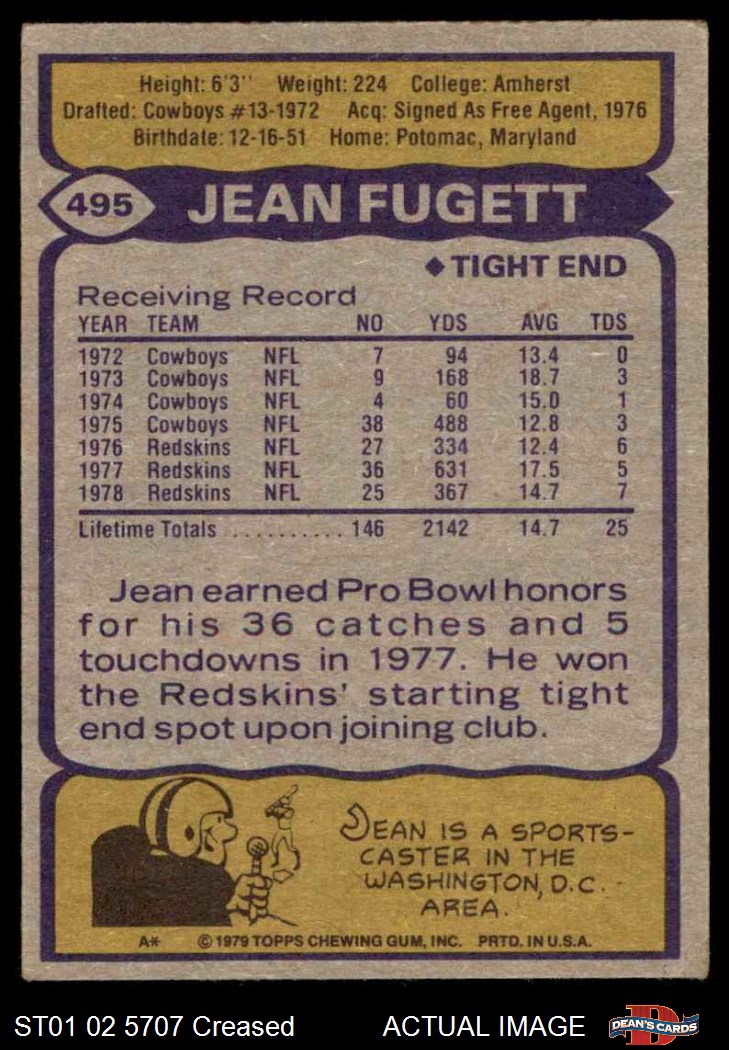 Height: 6'3'' Weight: 224 College: Amherst
Drafted: Cowboys #13-1972 Acq: Signed As Free Agent, 1976
Birthdate: 12-16-51 Home: Potomac, Maryland
495 JEAN FUGETT
◆ TIGHT END
Receiving Record
YEAR TEAM NO YDS AVG TDS
1972 Cowboys NFL 7 94 13.4 0
1973 Cowboys NFL 9 168 18.7 3
1974 Cowboys NFL 4 60 15.0 1
1975 Cowboys NFL 38 488 12.8 3
1976 Redskins NFL 27 334 12.4 6
1977 Redskins NFL 36 631 17.5 5
1978 Redskins NFL 25 367 14.7 7
Lifetime Totals .......... 146 2142 14.7 25
Jean earned Pro Bowl honors
for his 36 catches and 5
touchdowns in 1977. He won
the Redskins' starting tight
end spot upon joining club.
JEAN IS A SPORTS-
CASTER IN THE
WASHINGTON, D.C.
AREA.
A* © 1979 TOPPS CHEWING GUM, INC. PRTD. IN U.S.A.
ST01 02 5707 Creased ACTUAL IMAGE D DEAN'S CARDS